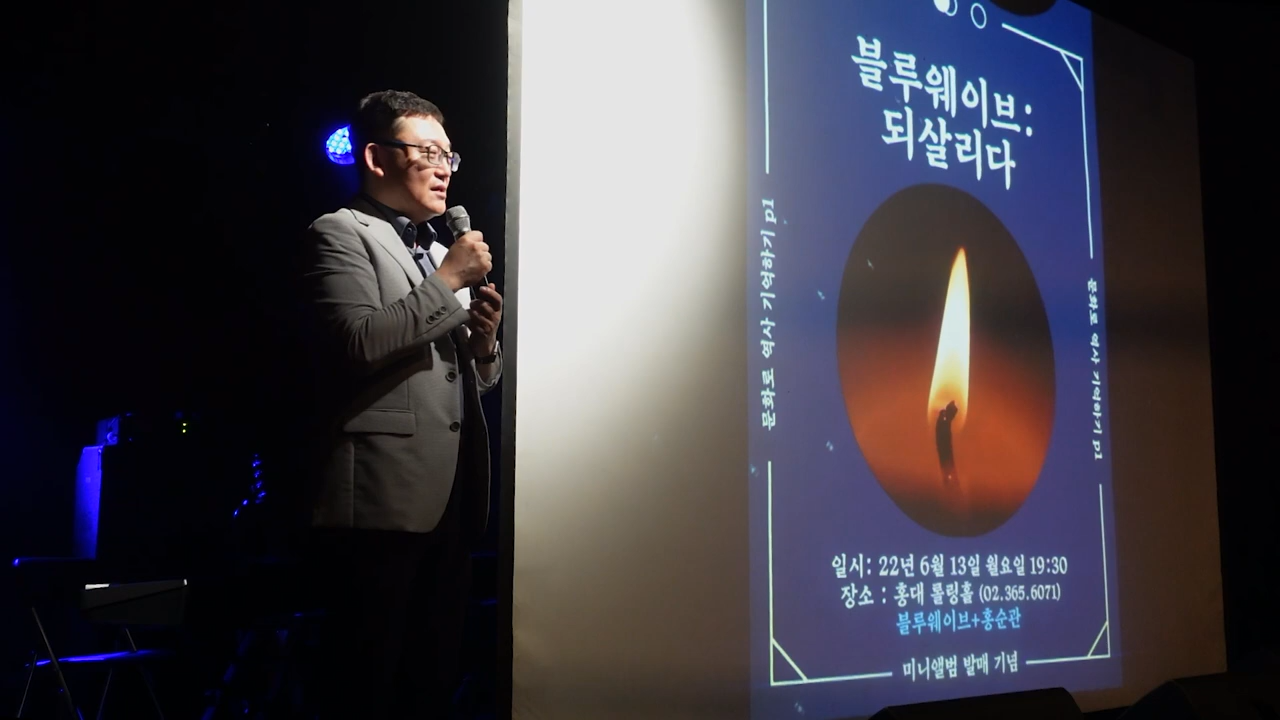 블루웨이브:
되살리다
문화로 역사 기억하기 p1
문화로 역사 기억하기 p1
일시: 22년 6월 13일 월요일 19:30
장소 : 홍대 롤링홀 (02.365.6071)
블루웨이브+홍순관
미니앨범 발매 기념